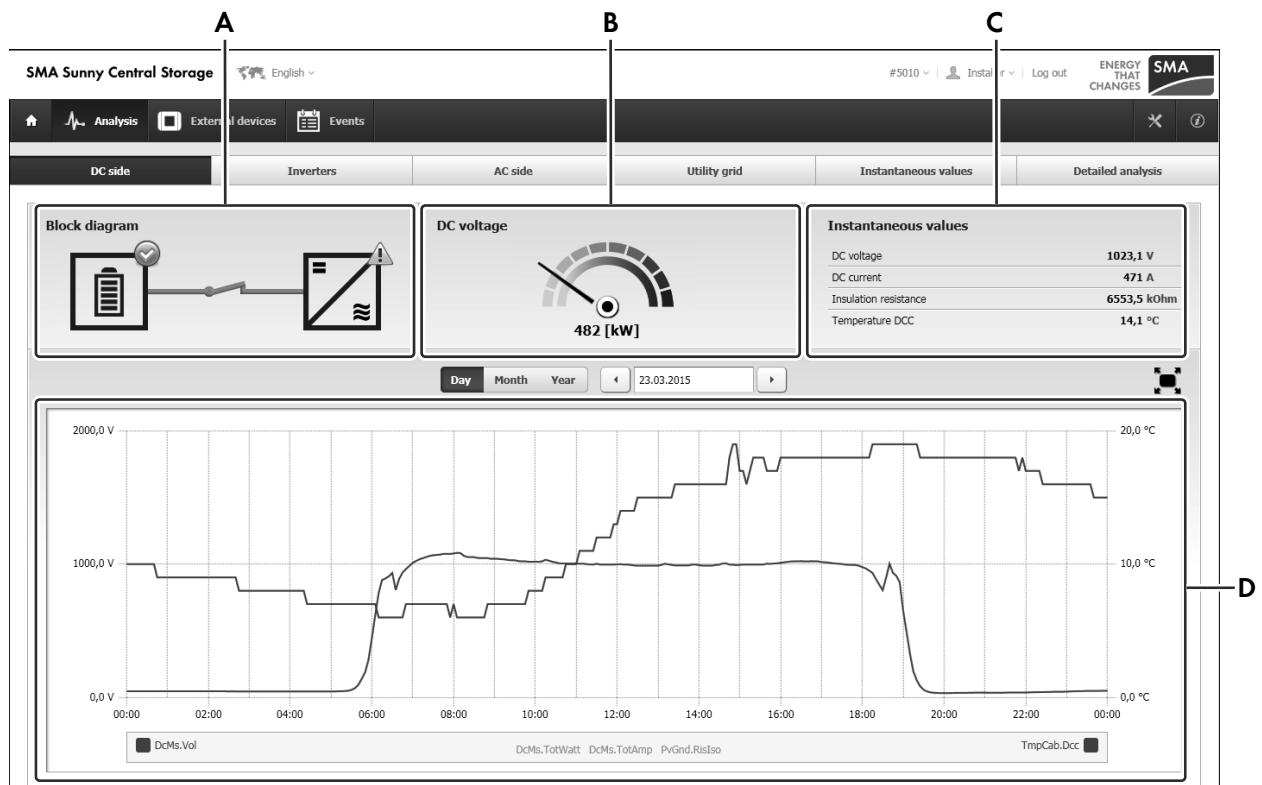 A B C
SMA Sunny Central Storage English #5010 Installer Log out ENERGY THAT CHANGES SMA
Analysis External devices Events
DC side Inverters AC side Utility grid Instantaneous values Detailed analysis
Block diagram
DC voltage
482 [kW]
Instantaneous values
DC voltage 1023,1 V
DC current 471 A
Insulation resistance 6553,5 kOhm
Temperature DCC 14,1 °C
Day Month Year 23.03.2015
2000,0 V 20,0 °C
1000,0 V 10,0 °C
D
0,0 V 0,0 °C
00:00 02:00 04:00 06:00 08:00 10:00 12:00 14:00 16:00 18:00 20:00 22:00 00:00
DcMs.Vol DcMs.TotWatt DcMs.TotAmp PvGnd.RisIso TmpCab.Dcc